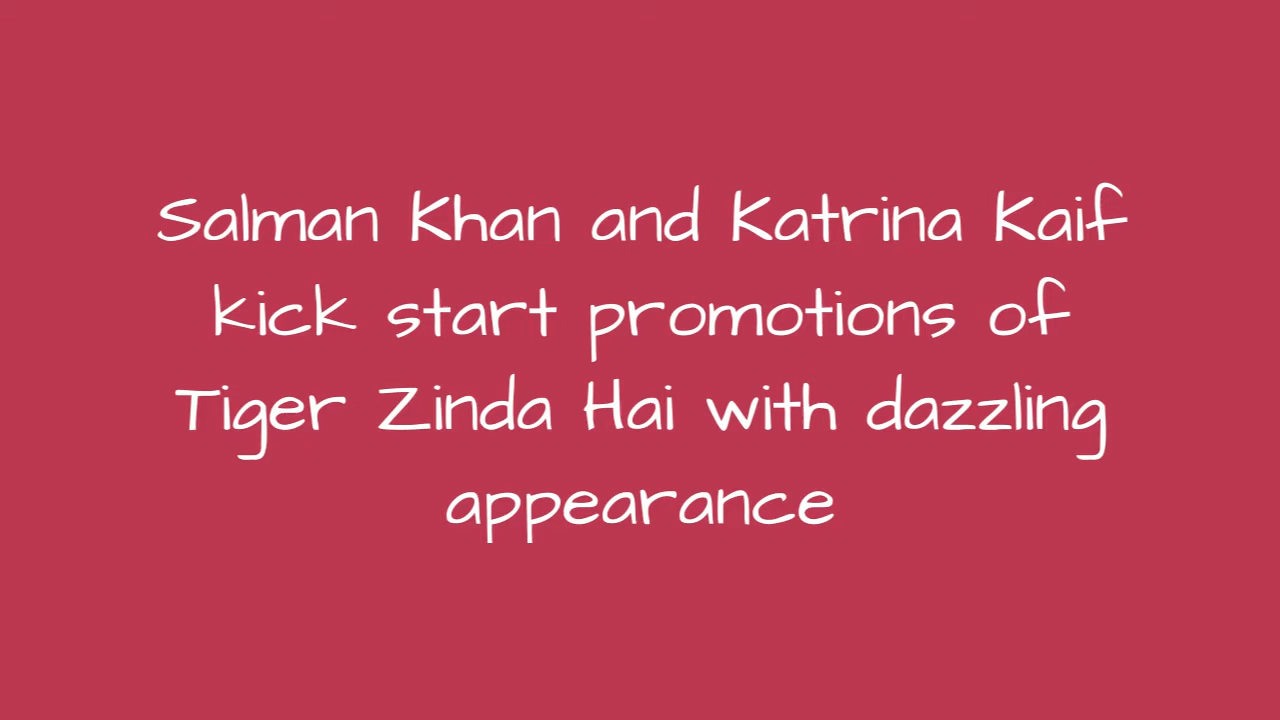 Salman Khan and Katrina Kaif
kick start promotions of
Tiger Zinda Hai with dazzling
appearance